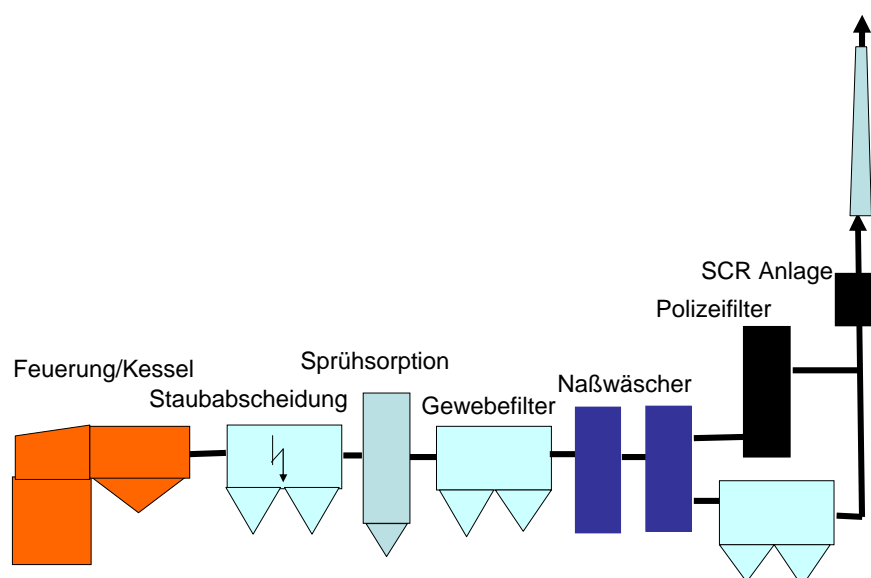 SCR Anlage
Polizeifilter
Sprühsorption
Feuerung/Kessel
Naßwäscher
Staubabscheidung
Gewebefilter